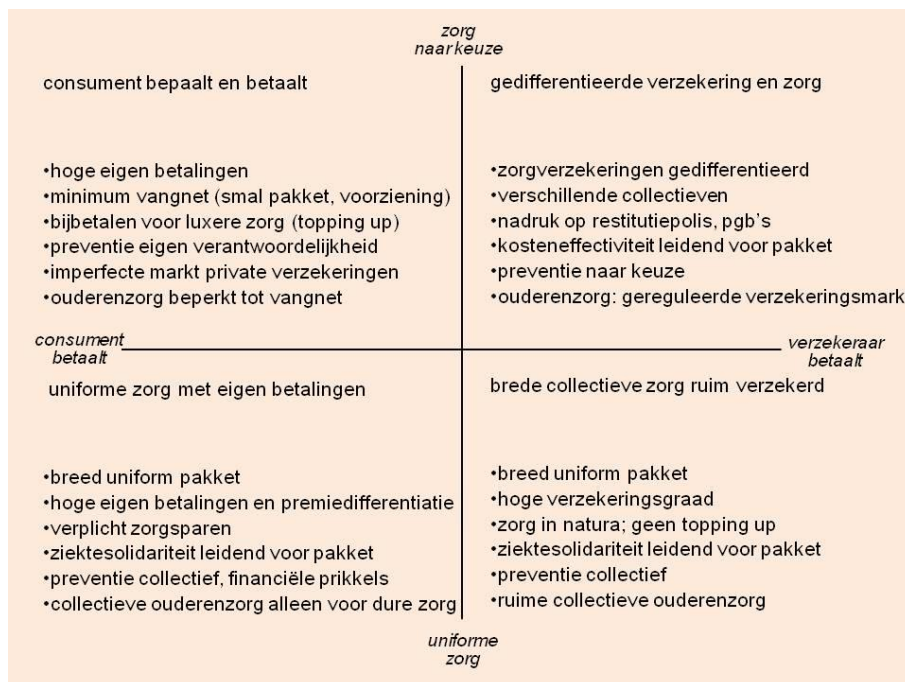 zorg
naar keuze
consument bepaalt en betaalt
•hoge eigen betalingen
•minimum vangnet (smal pakket, voorziening)
•bijbetalen voor luxere zorg (topping up)
•preventie eigen verantwoordelijkheid
•imperfecte markt private verzekeringen
•ouderenzorg beperkt tot vangnet
gedifferentieerde verzekering en zorg
•zorgverzekeringen gedifferentieerd
•verschillende collectieven
•nadruk op restitutiepolis, pgb's
•kosteneffectiviteit leidend voor pakket
•preventie naar keuze
•ouderenzorg: gereguleerde verzekeringsmark
consument
betaalt
verzekeraar
betaalt
uniforme zorg met eigen betalingen
•breed uniform pakket
•hoge eigen betalingen en premiedifferentiatie
•verplicht zorgsparen
•ziektesolidariteit leidend voor pakket
•preventie collectief, financiële prikkels
•collectieve ouderenzorg alleen voor dure zorg
brede collectieve zorg ruim verzekerd
•breed uniform pakket
•hoge verzekeringsgraad
•zorg in natura; geen topping up
•ziektesolidariteit leidend voor pakket
•preventie collectief
•ruime collectieve ouderenzorg
uniforme
zorg